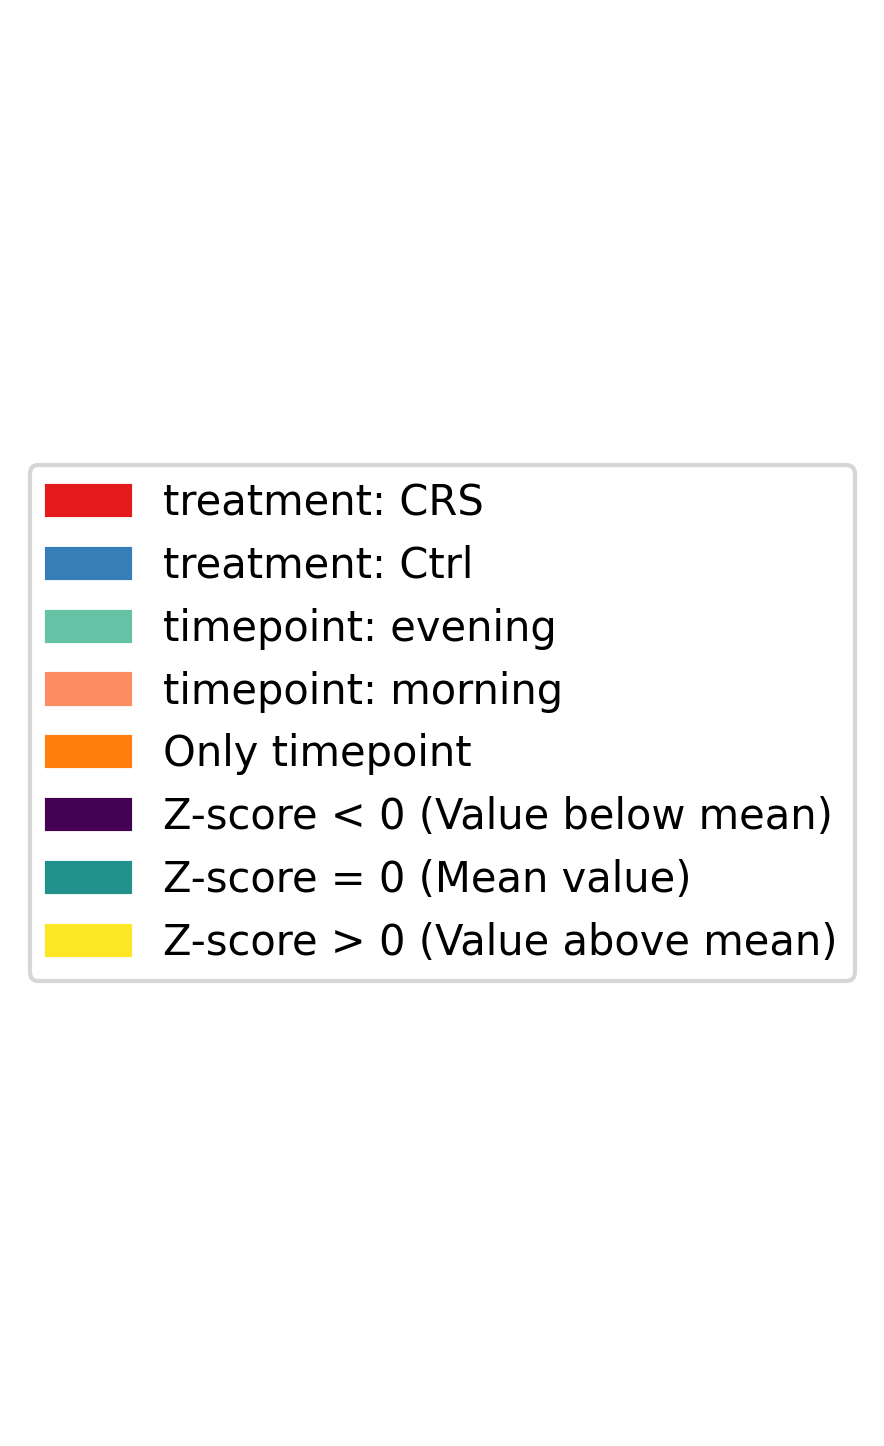 treatment: CRS
treatment: Ctrl
timepoint: evening
timepoint: morning
Only timepoint
Z-score < 0 (Value below mean)
Z-score = 0 (Mean value)
Z-score > 0 (Value above mean)